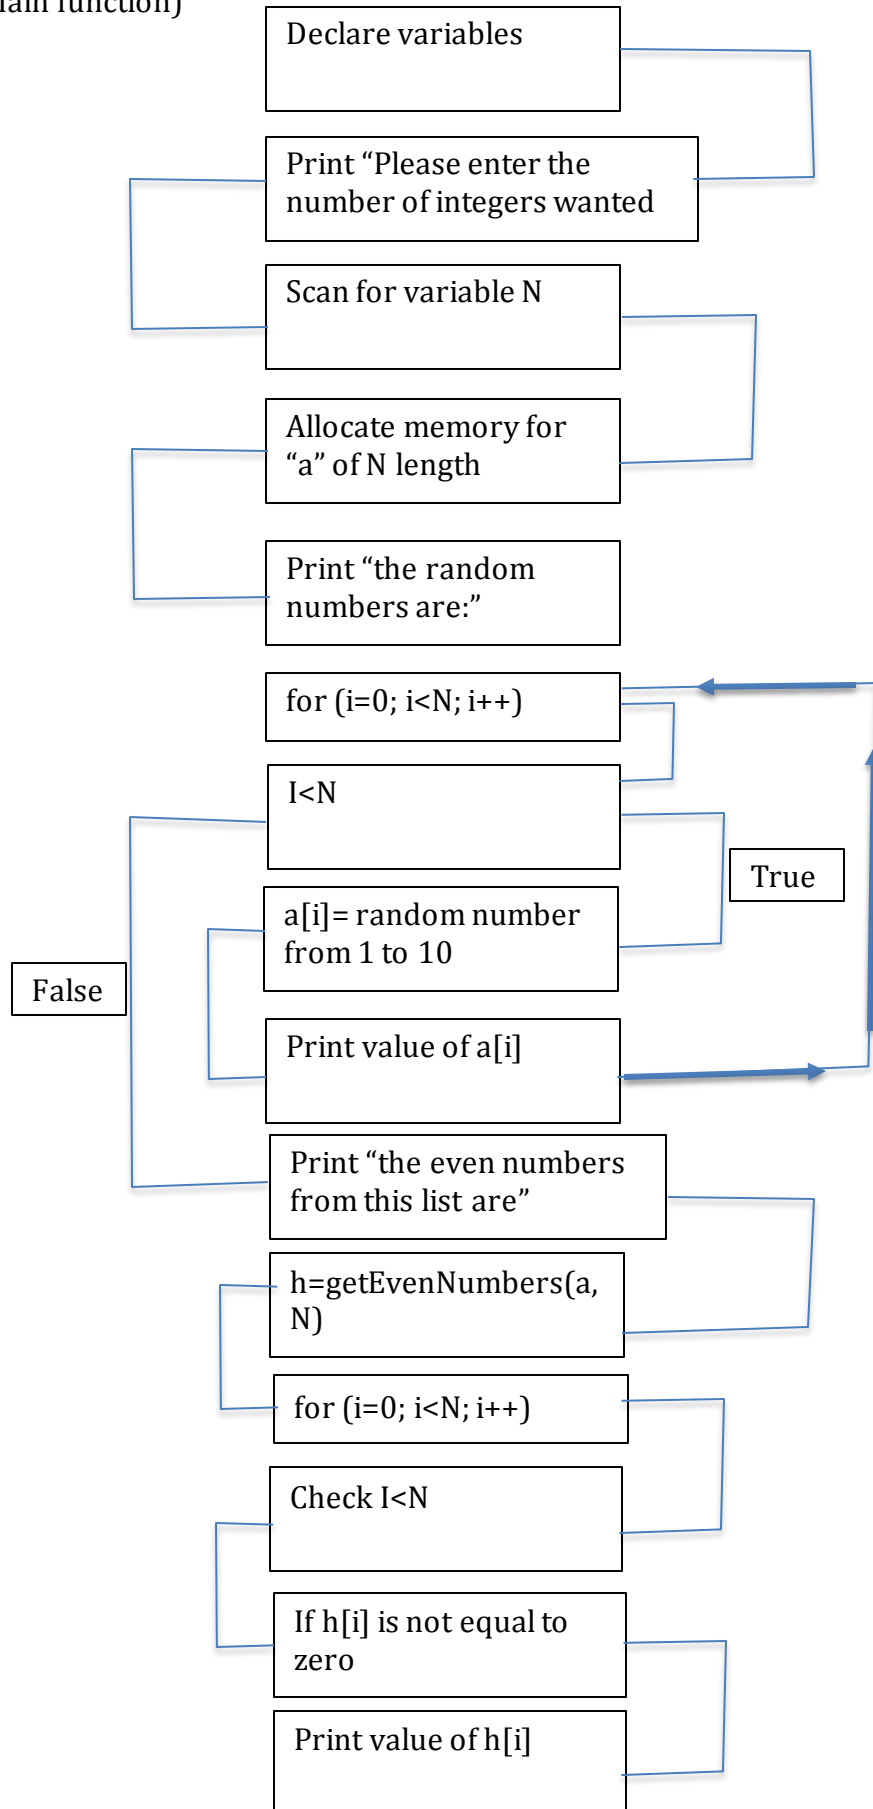 function)
Declare variables
Print “Please enter the
number of integers wanted
Scan for variable N
Allocate memory for
“a” of N length
Print “the random
numbers are:”
for (i=0; i<N; i++)
I<N
True
a[i]= random number
from 1 to 10
False
Print value of a[i]
Print “the even numbers
from this list are”
h=getEvenNumbers(a,
N)
for (i=0; i<N; i++)
Check I<N
If h[i] is not equal to
zero
Print value of h[i]